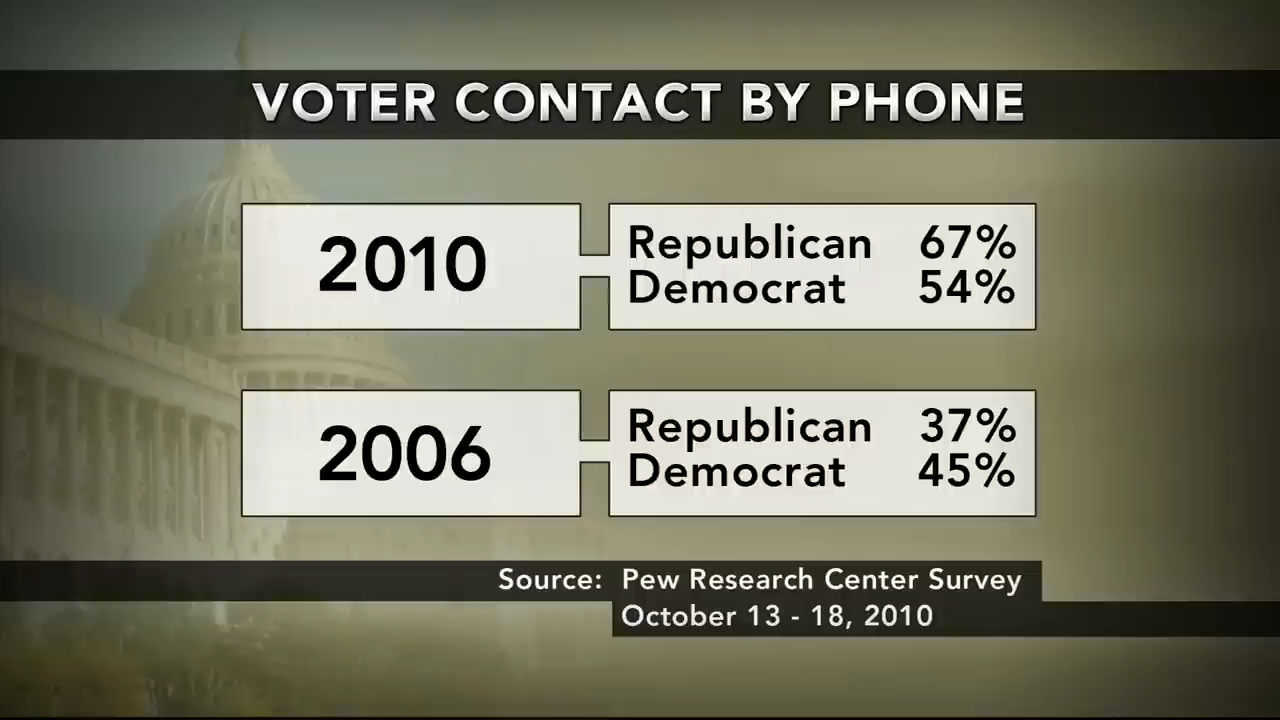 VOTER CONTACT BY PHONE
2010
Republican 67%
Democrat 54%
2006
Republican 37%
Democrat 45%
Source: Pew Research Center Survey
October 13 - 18, 2010